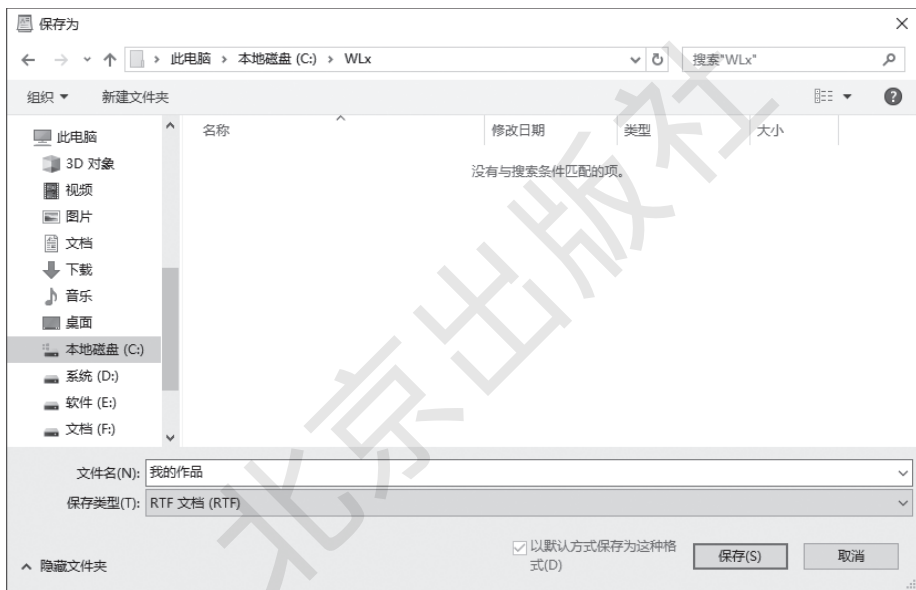 保存为
此电脑 › 本地磁盘 (C:) › WLx
搜索"WLx"
组织 新建文件夹
此电脑
3D 对象
视频
图片
文档
下载
音乐
桌面
本地磁盘 (C:)
系统 (D:)
软件 (E:)
文档 (F:)
名称 修改日期 类型 大小
没有与搜索条件匹配的项。
文件名(N): 我的作品
保存类型(T): RTF 文档 (RTF)
以默认方式保存为这种格
式(D)
保存(S) 取消
隐藏文件夹
北京出版社